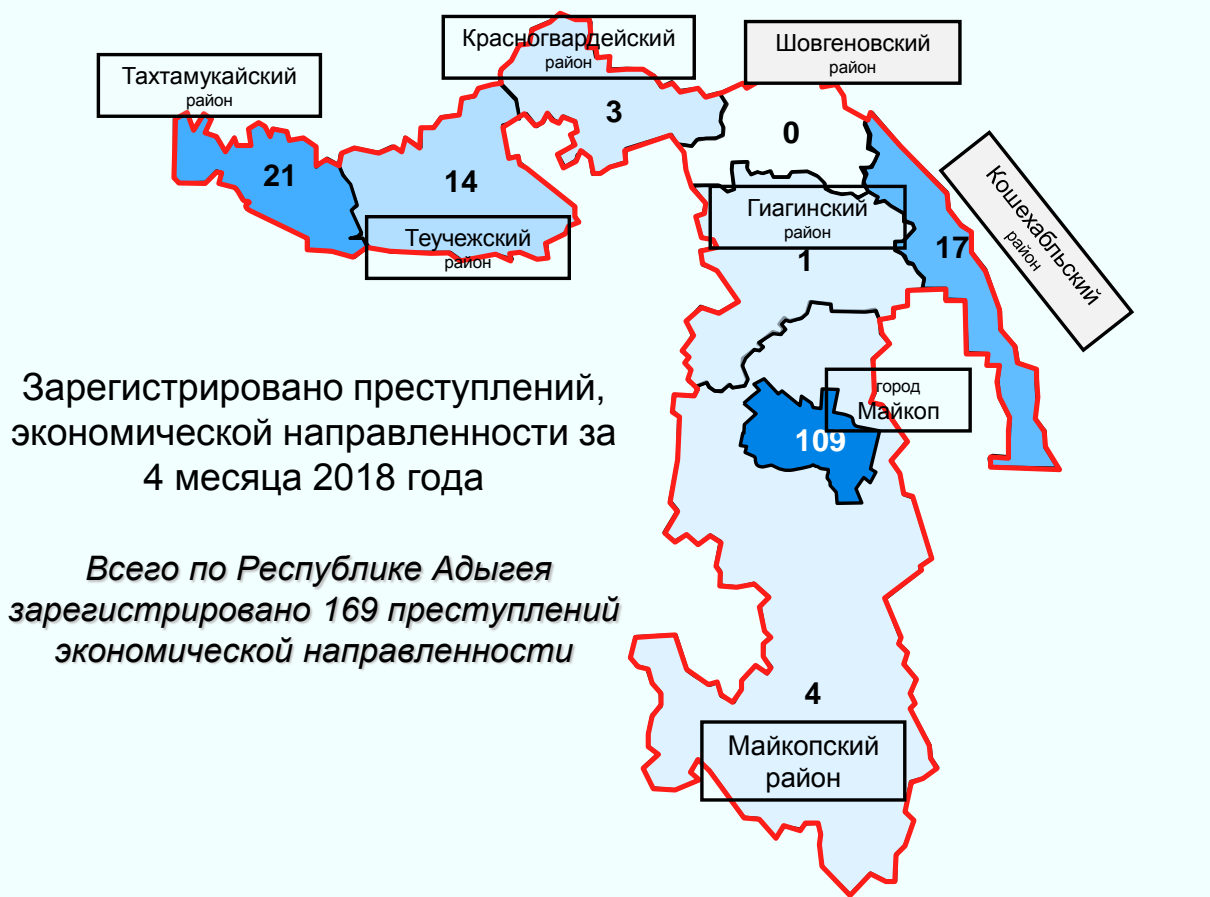 Красногвардейский
район
Шовгеновский
район
Тахтамукайский
район
3
0
21
14
Кошехабльский
район
Гиагинский
район
Теучежский
район
17
1
Зарегистрировано преступлений,
экономической направленности за
4 месяца 2018 года
город
Майкоп
109
Всего по Республике Адыгея
зарегистрировано 169 преступлений
экономической направленности
4
Майкопский
район